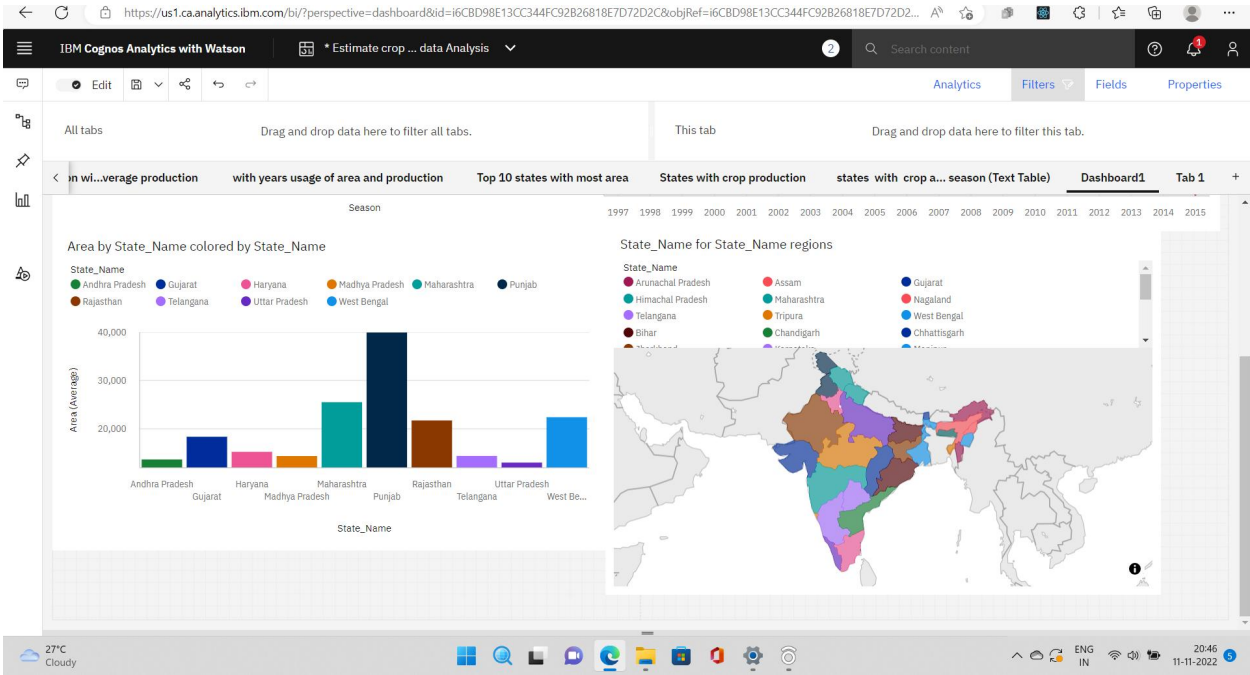 https://us1.ca.analytics.ibm.com/bi/?perspective=dashboard&id=i6CBD98E13CC344FC92B26818E7D72D2C&objRef=i6CBD98E13CC344FC92B26818E7D72D2...
IBM Cognos Analytics with Watson * Estimate crop ... data Analysis 2 Search content 1
Edit Analytics Filters Fields Properties
All tabs Drag and drop data here to filter all tabs. This tab Drag and drop data here to filter this tab.
on wi...verage production with years usage of area and production Top 10 states with most area States with crop production states with crop a... season (Text Table) Dashboard1 Tab 1 +
Season
1997 1998 1999 2000 2001 2002 2003 2004 2005 2006 2007 2008 2009 2010 2011 2012 2013 2014 2015
Area by State_Name colored by State_Name
State_Name
Andhra Pradesh Gujarat Haryana Madhya Pradesh Maharashtra Punjab
Rajasthan Telangana Uttar Pradesh West Bengal
40,000
30,000
20,000
Area (Average)
Andhra Pradesh Haryana Maharashtra Rajasthan Uttar Pradesh
Gujarat Madhya Pradesh Punjab Telangana West Be...
State_Name
State_Name for State_Name regions
State_Name
Arunachal Pradesh Assam Gujarat
Himachal Pradesh Maharashtra Nagaland
Telangana Tripura West Bengal
Bihar Chandigarh Chhattisgarh
27°C
Cloudy
ENG
IN
20:46
11-11-2022
5